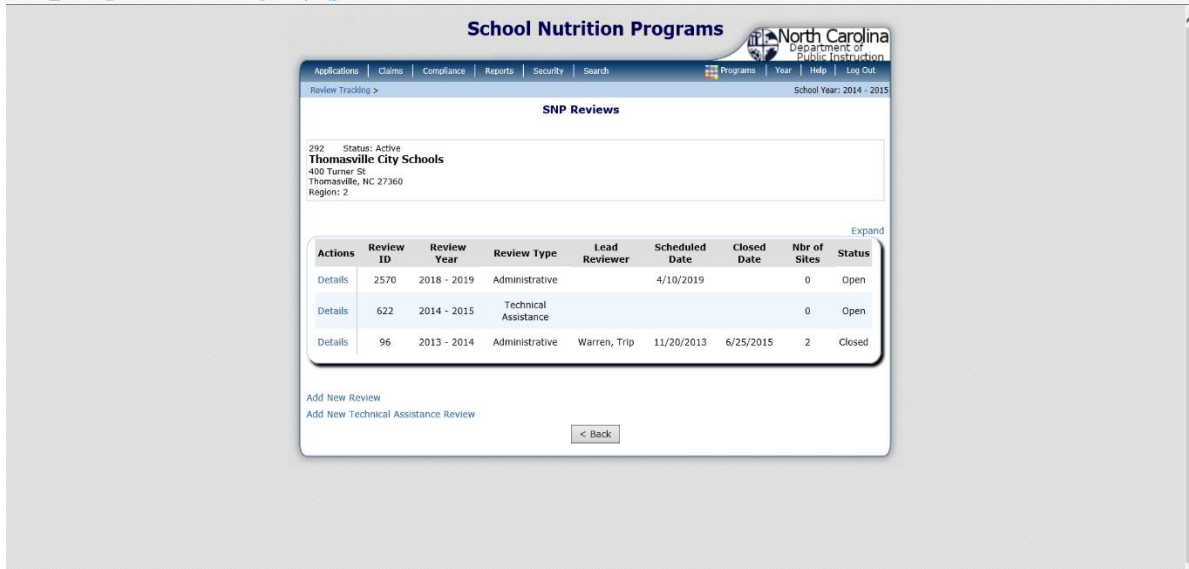 School Nutrition Programs
North Carolina
Department of
Public Instruction
Applications | Claims | Compliance | Reports | Security | Search Programs | Year | Help | Log Out
Review Tracking > School Year: 2014 - 2015
SNP Reviews
292 Status: Active
Thomasville City Schools
400 Turner St
Thomasville, NC 27360
Region: 2
Expand
Actions Review ID Review Year Review Type Lead Reviewer Scheduled Date Closed Date Nbr of Sites Status
Details 2570 2018 - 2019 Administrative 4/10/2019 0 Open
Details 622 2014 - 2015 Technical Assistance 0 Open
Details 96 2013 - 2014 Administrative Warren, Trip 11/20/2013 6/25/2015 2 Closed
Add New Review
Add New Technical Assistance Review
< Back